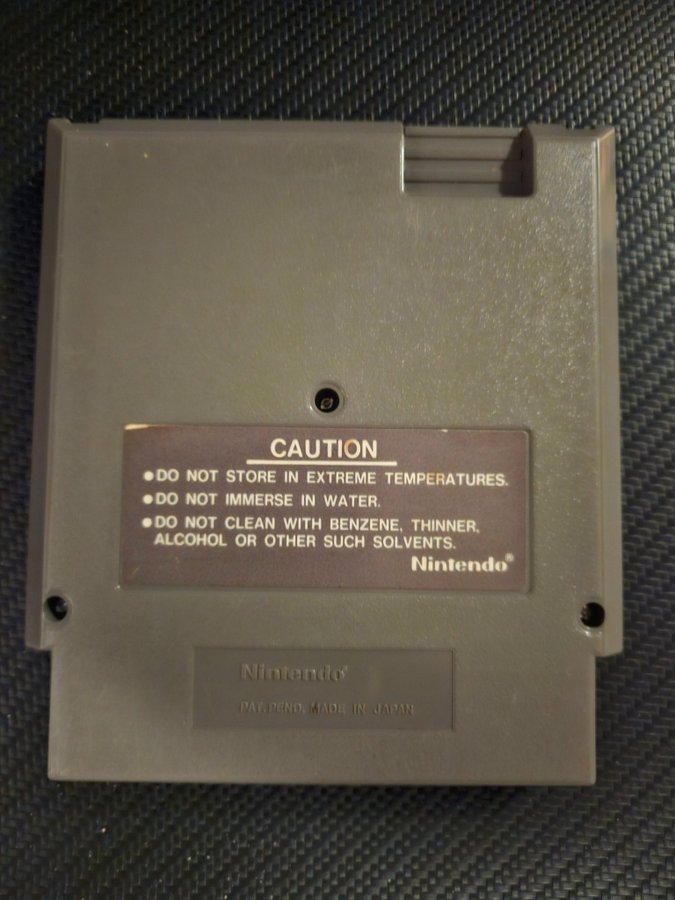 CAUTION
●DO NOT STORE IN EXTREME TEMPERATURES.
●DO NOT IMMERSE IN WATER.
●DO NOT CLEAN WITH BENZENE, THINNER,
ALCOHOL OR OTHER SUCH SOLVENTS.
Nintendo®
Nintendo®
PAT. PEND. MADE IN JAPAN